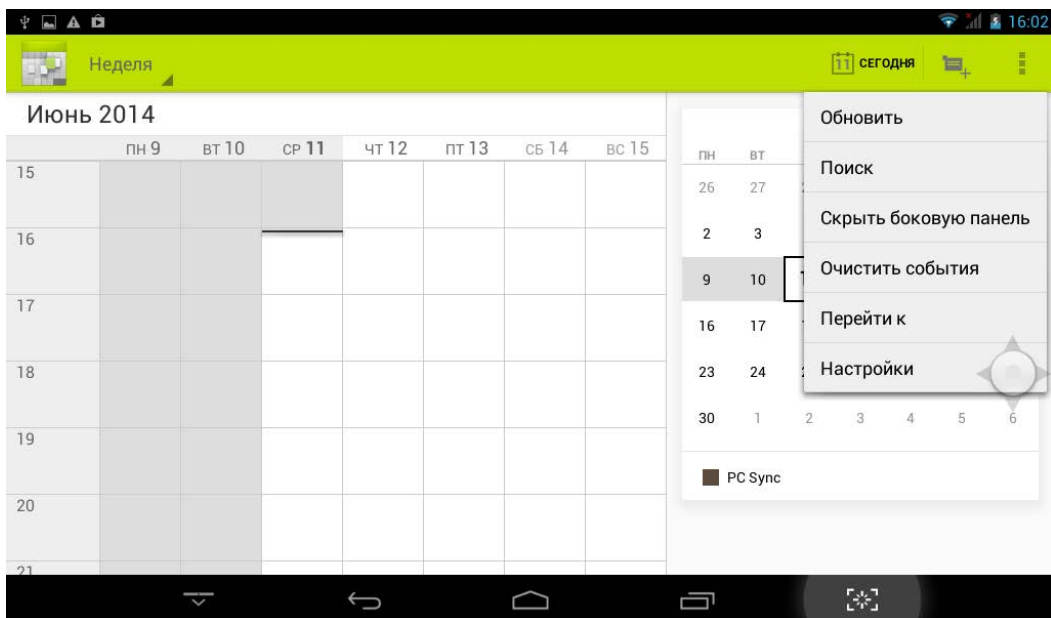 16:02
Неделя
11 СЕГОДНЯ
Июнь 2014
ПН 9 ВТ 10 СР 11 ЧТ 12 ПТ 13 СБ 14 ВС 15
15
16
17
18
19
20
21
ПН ВТ
26 27
2 3
9 10
16 17
23 24
30 1 2 3 4 5 6
PC Sync
Обновить
Поиск
Скрыть боковую панель
Очистить события
Перейти к
Настройки